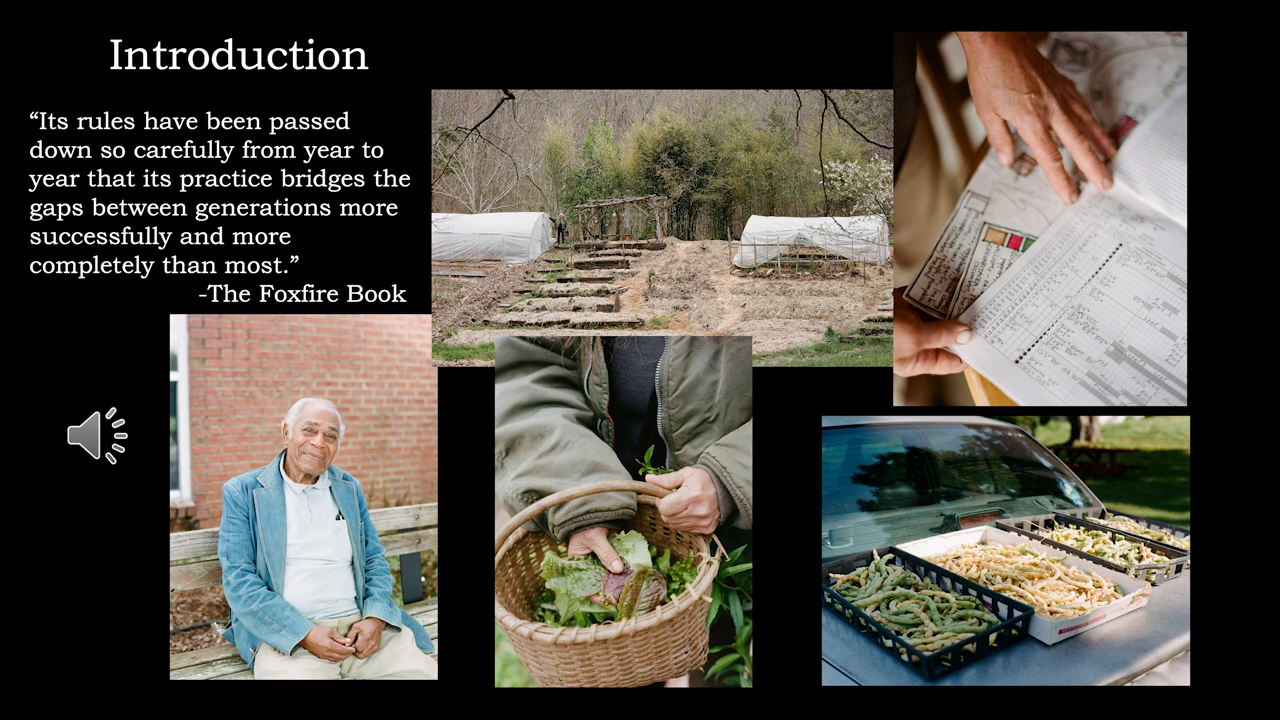 Introduction
“Its rules have been passed
down so carefully from year to
year that its practice bridges the
gaps between generations more
successfully and more
completely than most.”
-The Foxfire Book